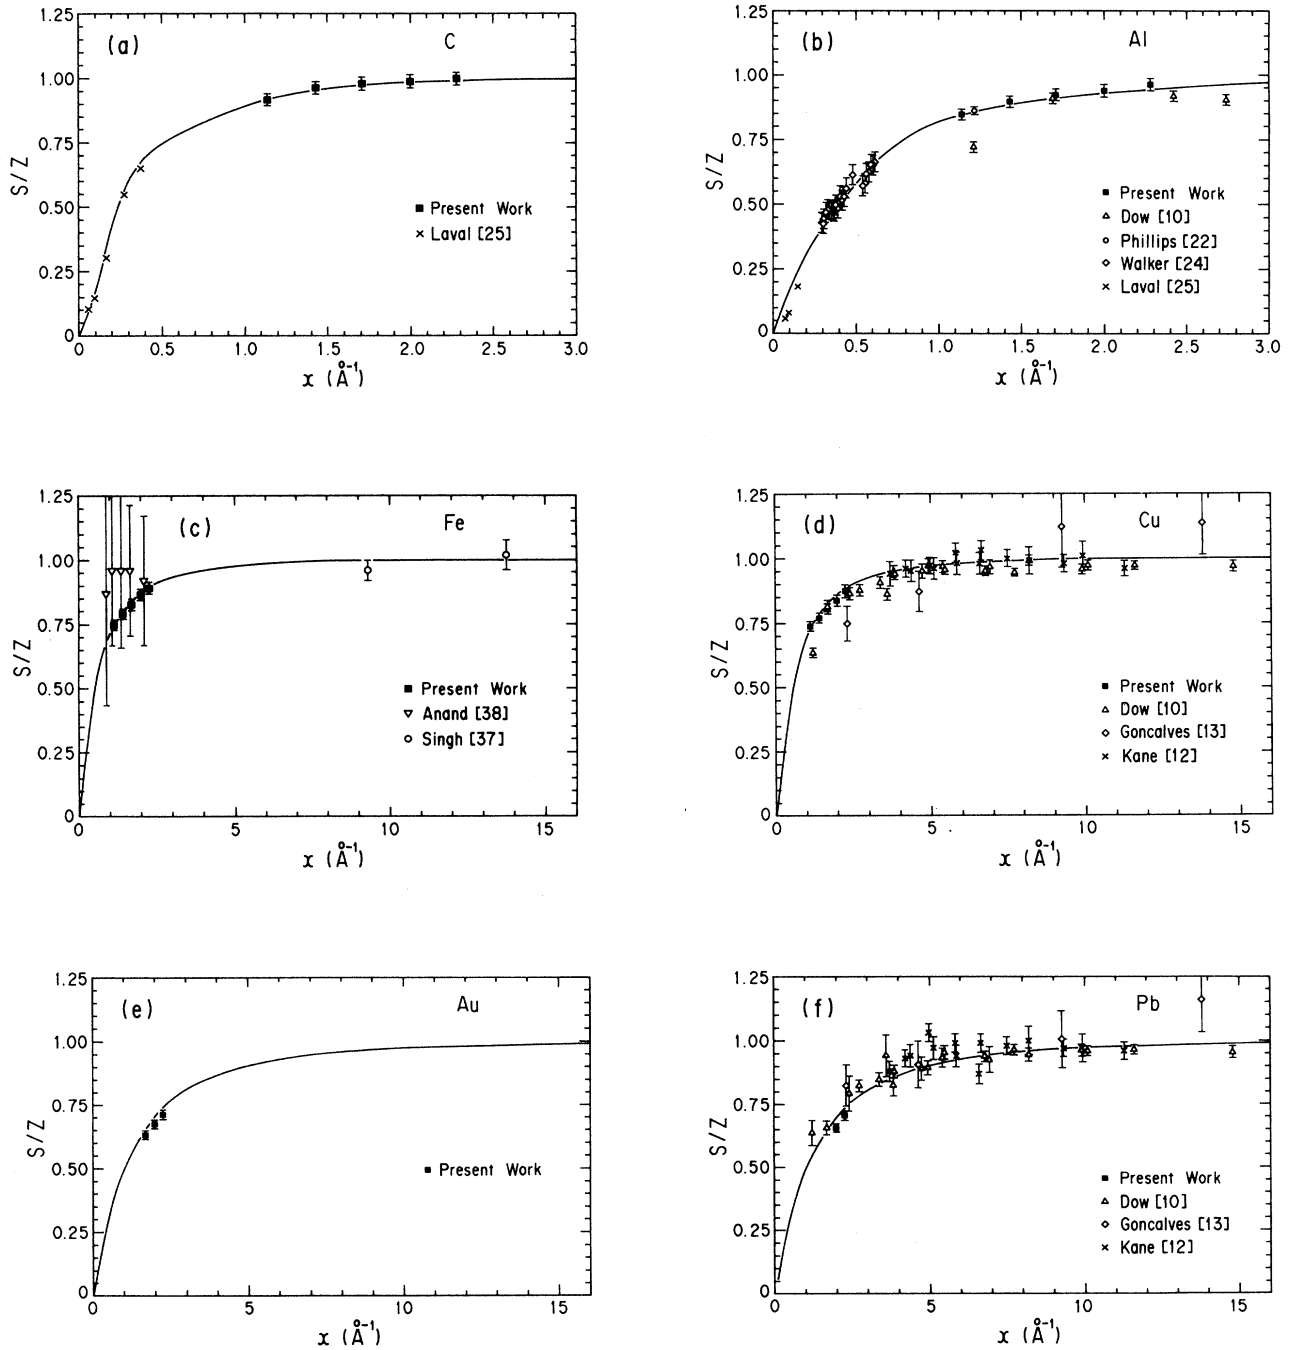 (a)
C
1.25
1.00
0.75
0.50
0.25
0
S/Z
■ Present Work
× Laval [25]
0 0.5 1.0 1.5 2.0 2.5 3.0
x (Å⁻¹)
(b)
Al
1.25
1.00
0.75
0.50
0.25
0
S/Z
■ Present Work
△ Dow [10]
○ Phillips [22]
◇ Walker [24]
× Laval [25]
0 0.5 1.0 1.5 2.0 2.5 3.0
x (Å⁻¹)
(c)
Fe
1.25
1.00
0.75
0.50
0.25
0
S/Z
■ Present Work
▽ Anand [38]
○ Singh [37]
0 5 10 15
x (Å⁻¹)
(d)
Cu
1.25
1.00
0.75
0.50
0.25
0
S/Z
■ Present Work
△ Dow [10]
◇ Goncalves [13]
× Kane [12]
0 5 10 15
x (Å⁻¹)
(e)
Au
1.25
1.00
0.75
0.50
0.25
0
S/Z
■ Present Work
0 5 10 15
x (Å⁻¹)
(f)
Pb
1.25
1.00
0.75
0.50
0.25
0
S/Z
■ Present Work
△ Dow [10]
◇ Goncalves [13]
× Kane [12]
0 5 10 15
x (Å⁻¹)